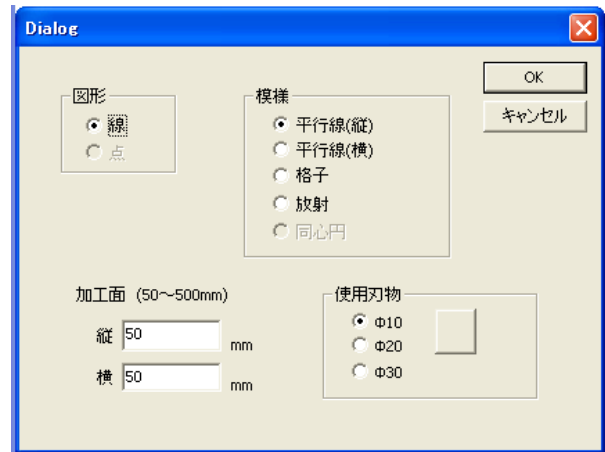 Dialog
OK
キャンセル
図形
線
点
模様
平行線(縦)
平行線(横)
格子
放射
同心円
加工面 (50～500mm)
縦 50 mm
横 50 mm
使用刃物
Φ10
Φ20
Φ30